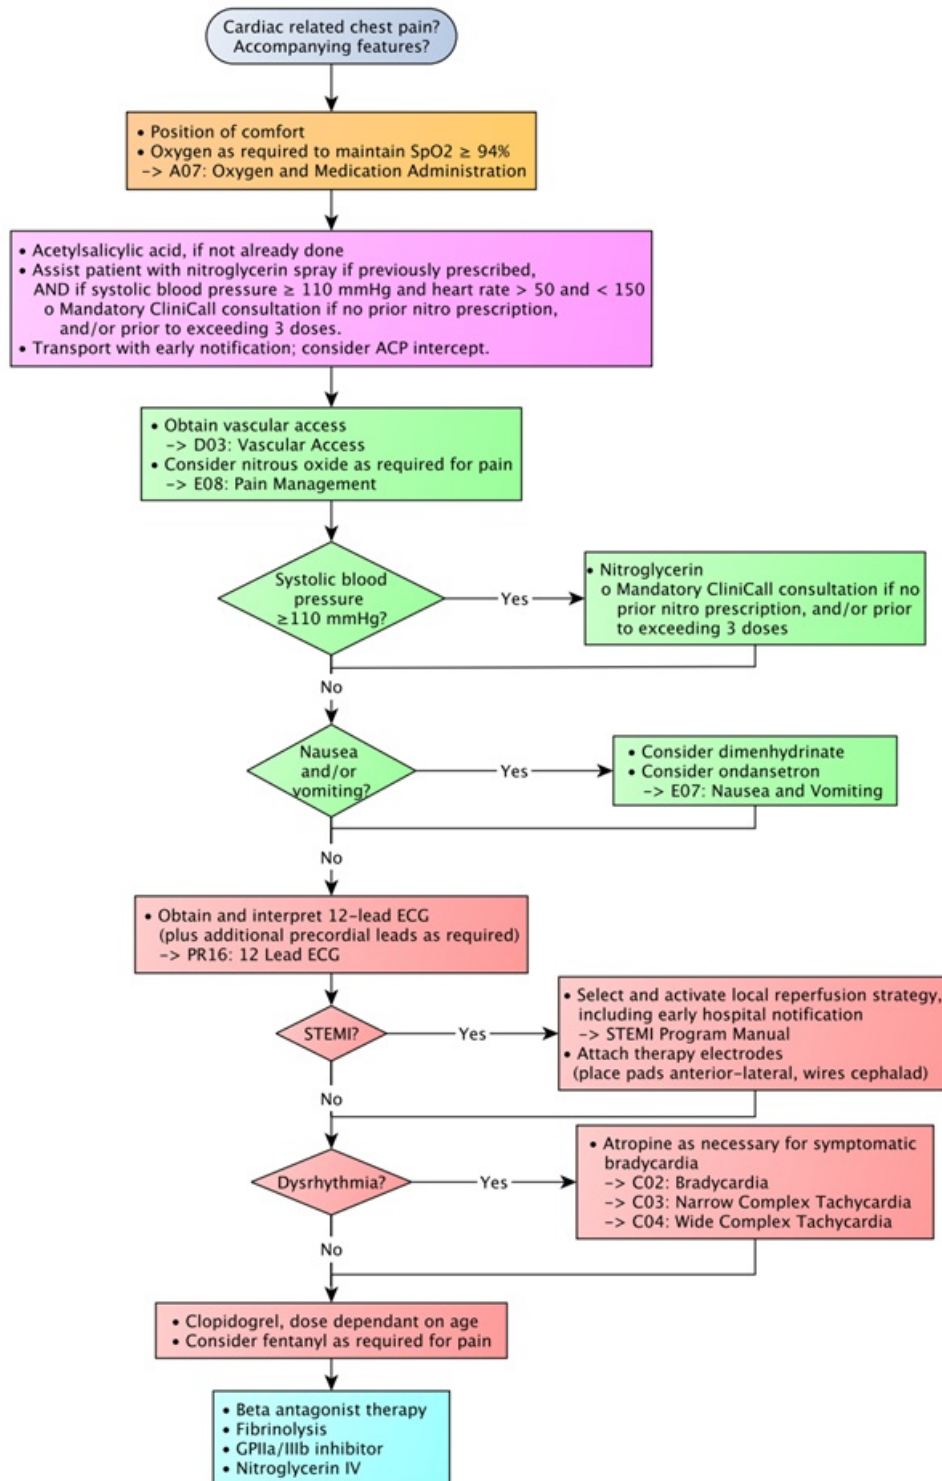 Cardiac related chest pain?
Accompanying features?
• Position of comfort
• Oxygen as required to maintain SpO2 ≥ 94%
-> A07: Oxygen and Medication Administration
• Acetylsalicylic acid, if not already done
• Assist patient with nitroglycerin spray if previously prescribed,
AND if systolic blood pressure ≥ 110 mmHg and heart rate > 50 and < 150
o Mandatory CliniCall consultation if no prior nitro prescription,
and/or prior to exceeding 3 doses.
• Transport with early notification; consider ACP intercept.
• Obtain vascular access
-> D03: Vascular Access
• Consider nitrous oxide as required for pain
-> E08: Pain Management
Systolic blood
pressure
≥110 mmHg?
Yes
• Nitroglycerin
o Mandatory CliniCall consultation if no
prior nitro prescription, and/or prior
to exceeding 3 doses
No
Nausea
and/or
vomiting?
Yes
• Consider dimenhydrinate
• Consider ondansetron
-> E07: Nausea and Vomiting
No
• Obtain and interpret 12-lead ECG
(plus additional precordial leads as required)
-> PR16: 12 Lead ECG
STEMI?
Yes
• Select and activate local reperfusion strategy,
including early hospital notification
-> STEMI Program Manual
• Attach therapy electrodes
(place pads anterior-lateral, wires cephalad)
No
Dysrhythmia?
Yes
• Atropine as necessary for symptomatic
bradycardia
-> C02: Bradycardia
-> C03: Narrow Complex Tachycardia
-> C04: Wide Complex Tachycardia
No
• Clopidogrel, dose dependant on age
• Consider fentanyl as required for pain
• Beta antagonist therapy
• Fibrinolysis
• GPIIa/IIIb inhibitor
• Nitroglycerin IV